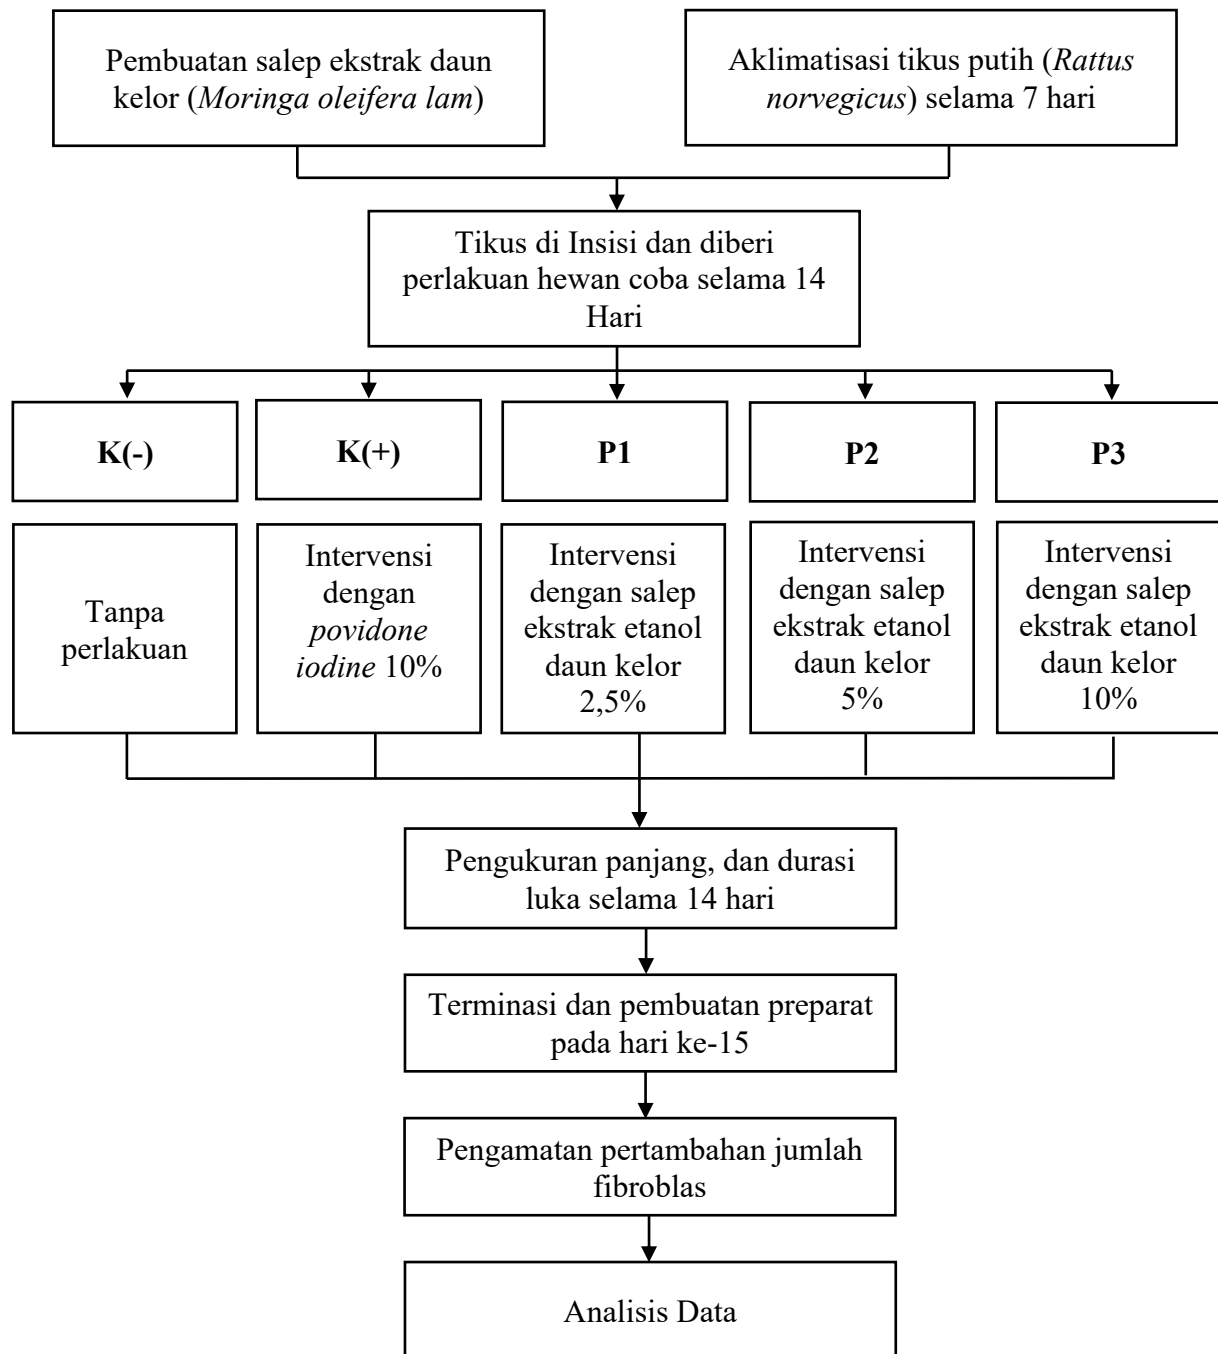 Pembuatan salep ekstrak daun
kelor (Moringa oleifera lam)
Aklimatisasi tikus putih (Rattus
norvegicus) selama 7 hari
Tikus di Insisi dan diberi
perlakuan hewan coba selama 14
Hari
K(-)
K(+)
P1
P2
P3
Tanpa
perlakuan
Intervensi
dengan
povidone
iodine 10%
Intervensi
dengan salep
ekstrak etanol
daun kelor
2,5%
Intervensi
dengan salep
ekstrak etanol
daun kelor
5%
Intervensi
dengan salep
ekstrak etanol
daun kelor
10%
Pengukuran panjang, dan durasi
luka selama 14 hari
Terminasi dan pembuatan preparat
pada hari ke-15
Pengamatan pertambahan jumlah
fibroblas
Analisis Data